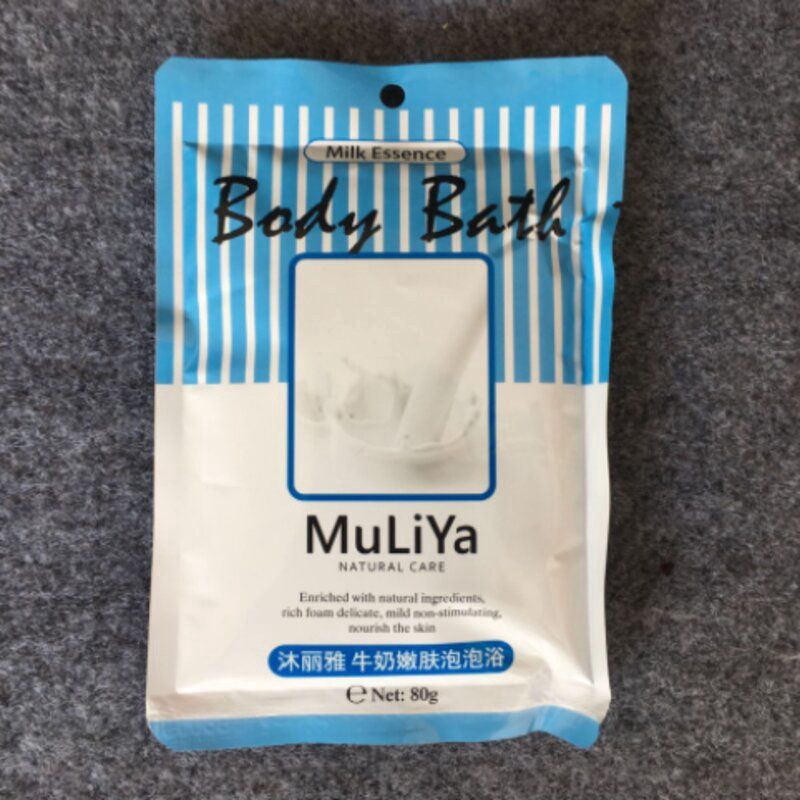 Milk Essence
Body Bath
MuLiYa
NATURAL CARE
Enriched with natural ingredients,
rich foam delicate, mild non-stimulating,
nourish the skin
沐丽雅 牛奶嫩肤泡泡浴
℮ Net: 80g